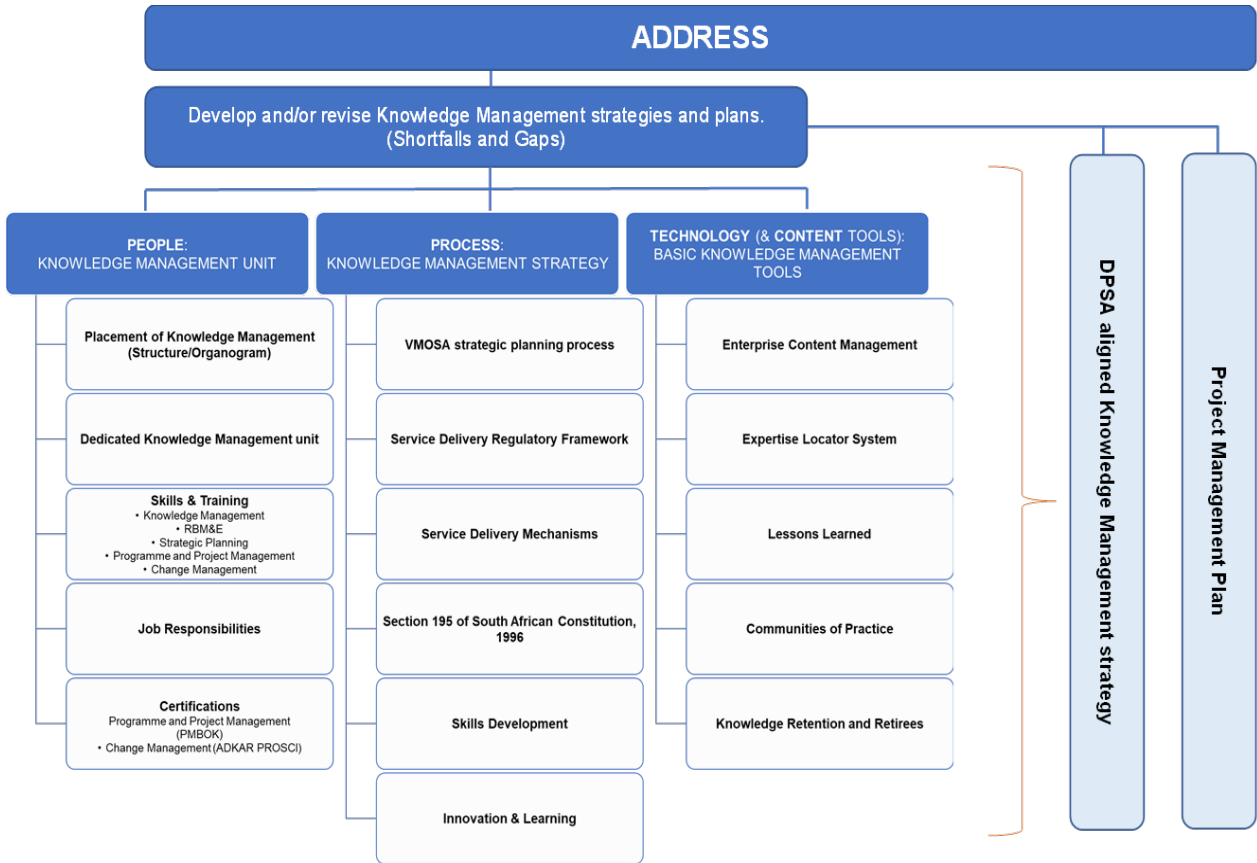 ADDRESS
Develop and/or revise Knowledge Management strategies and plans.
(Shortfalls and Gaps)
PEOPLE:
KNOWLEDGE MANAGEMENT UNIT
Placement of Knowledge Management
(Structure/Organogram)
Dedicated Knowledge Management unit
Skills & Training
• Knowledge Management
• RBM&E
• Strategic Planning
• Programme and Project Management
• Change Management
Job Responsibilities
Certifications
Programme and Project Management
(PMBOK)
• Change Management (ADKAR PROSCI)
PROCESS:
KNOWLEDGE MANAGEMENT STRATEGY
VMOSA strategic planning process
Service Delivery Regulatory Framework
Service Delivery Mechanisms
Section 195 of South African Constitution,
1996
Skills Development
Innovation & Learning
TECHNOLOGY (& CONTENT TOOLS):
BASIC KNOWLEDGE MANAGEMENT
TOOLS
Enterprise Content Management
Expertise Locator System
Lessons Learned
Communities of Practice
Knowledge Retention and Retirees
DPSA aligned Knowledge Management strategy
Project Management Plan